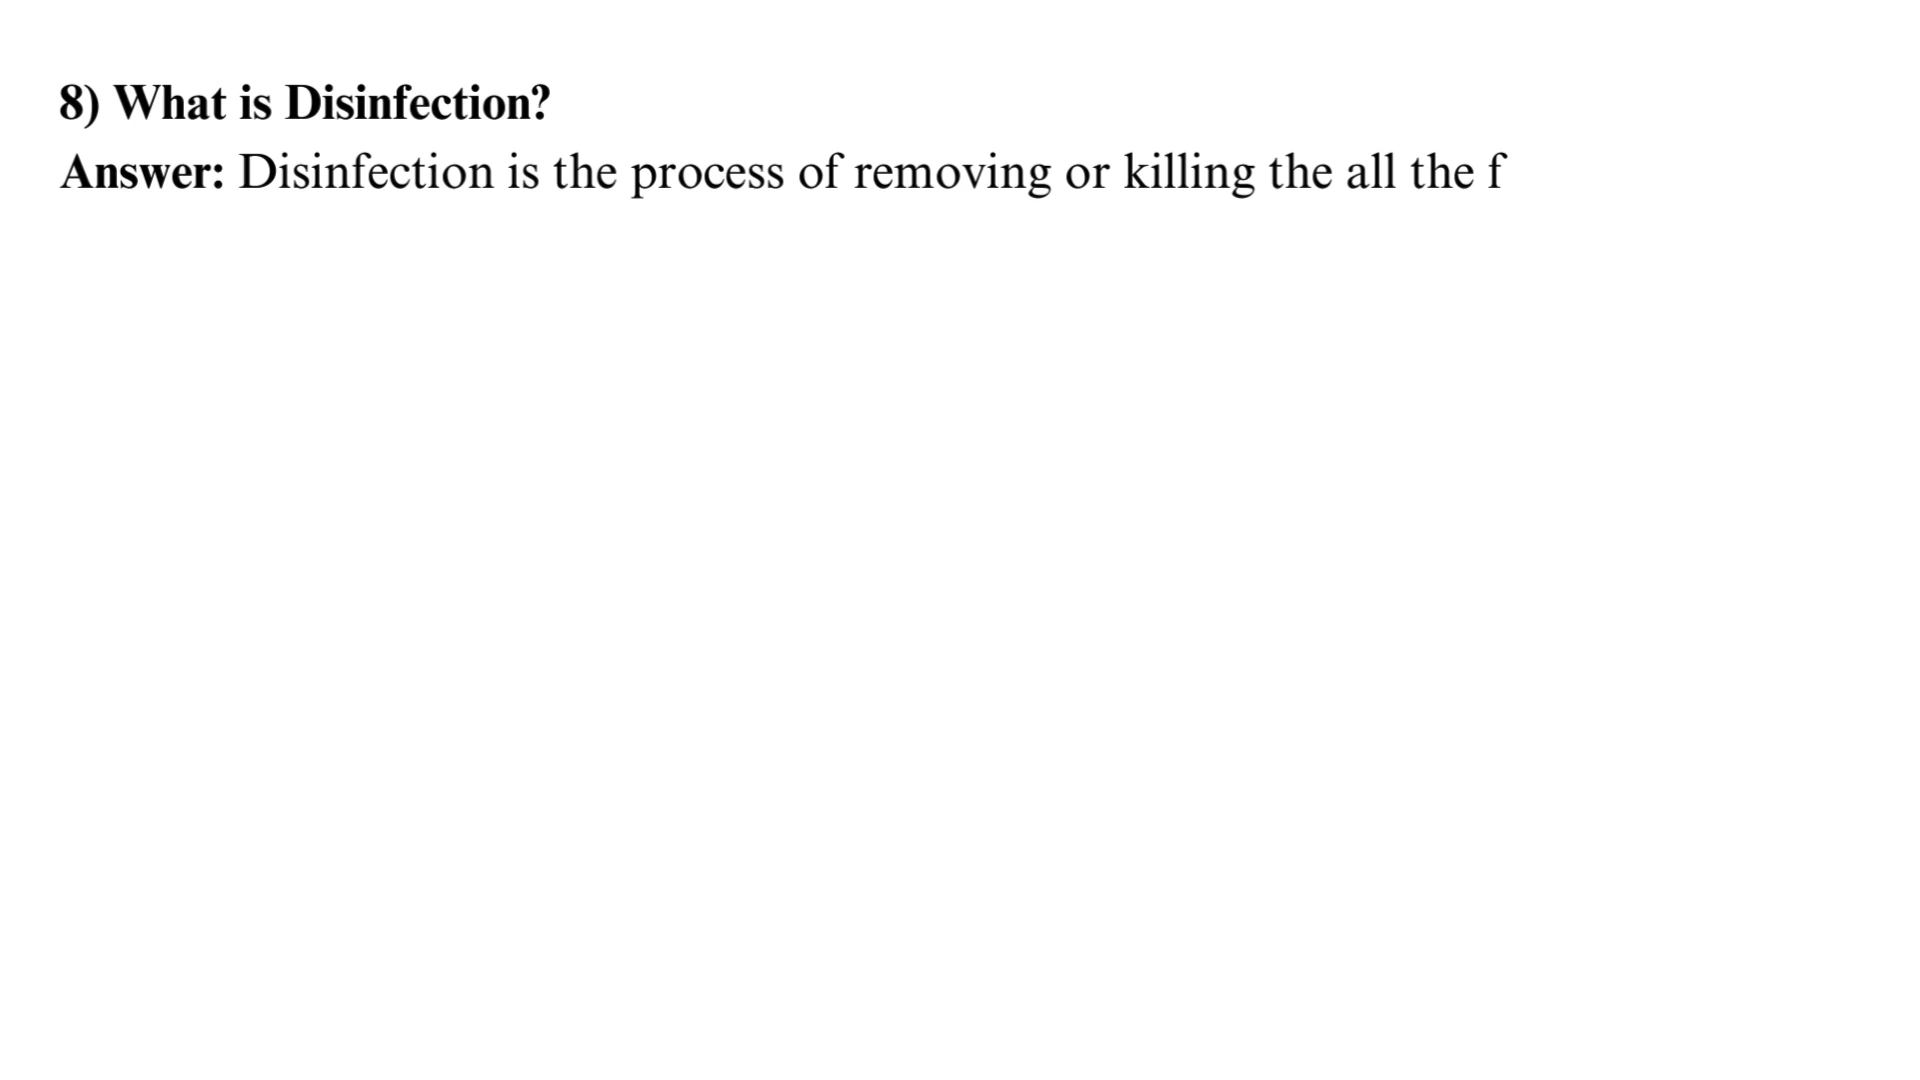 8) What is Disinfection?
Answer: Disinfection is the process of removing or killing the all the f